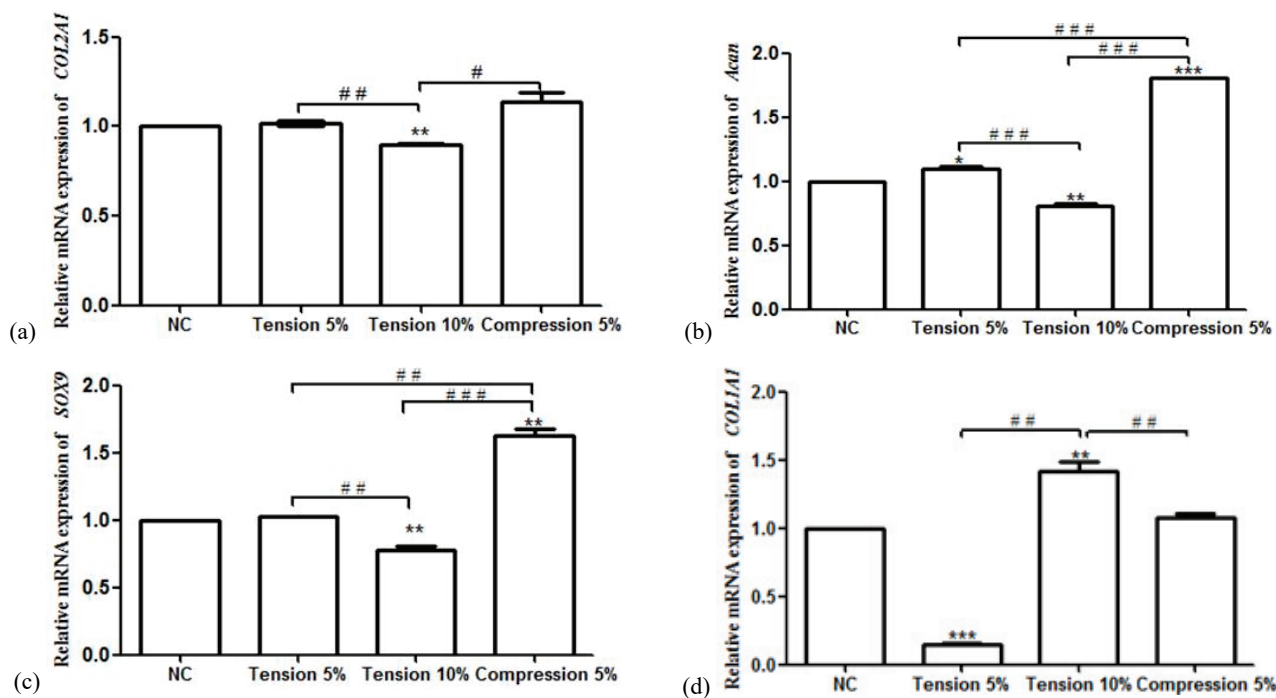 Relative mRNA expression of COL2A1
1.5
1.0
0.5
0.0
# #
#
**
NC Tension 5% Tension 10% Compression 5%
(a)
Relative mRNA expression of Acan
2.0
1.5
1.0
0.5
0.0
# # #
# # #
***
# # #
*
**
NC Tension 5% Tension 10% Compression 5%
(b)
Relative mRNA expression of SOX9
2.0
1.5
1.0
0.5
0.0
# #
# # #
**
# #
**
NC Tension 5% Tension 10% Compression 5%
(c)
Relative mRNA expression of COL1A1
2.0
1.5
1.0
0.5
0.0
# #
# #
**
***
NC Tension 5% Tension 10% Compression 5%
(d)